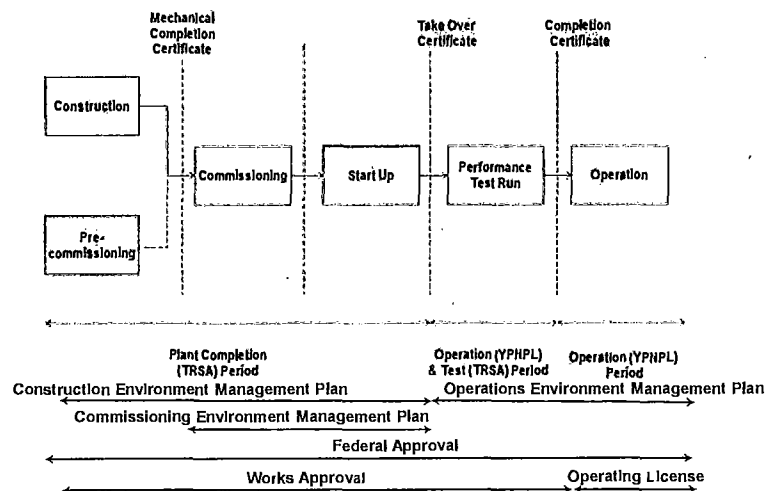 Mechanical
Completion
Certificate
Take Over
Certificate
Completion
Certificate
Construction
Commissioning
Start Up
Performance
Test Run
Operation
Pre-
commissioning
Plant Completion
(TRSA) Period
Operation (YPNPL)
& Test (TRSA) Period
Operation (YPNPL)
Period
Construction Environment Management Plan
Operations Environment Management Plan
Commissioning Environment Management Plan
Federal Approval
Works Approval
Operating License